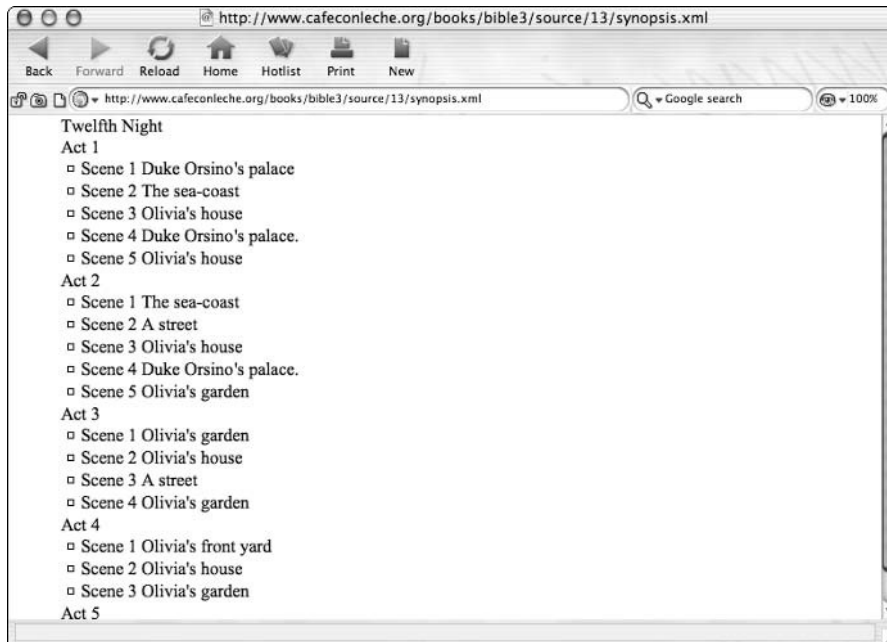 http://www.cafeconleche.org/books/bible3/source/13/synopsis.xml
Back Forward Reload Home Hotlist Print New
http://www.cafeconleche.org/books/bible3/source/13/synopsis.xml Google search 100%
Twelfth Night
Act 1
Scene 1 Duke Orsino's palace
Scene 2 The sea-coast
Scene 3 Olivia's house
Scene 4 Duke Orsino's palace.
Scene 5 Olivia's house
Act 2
Scene 1 The sea-coast
Scene 2 A street
Scene 3 Olivia's house
Scene 4 Duke Orsino's palace.
Scene 5 Olivia's garden
Act 3
Scene 1 Olivia's garden
Scene 2 Olivia's house
Scene 3 A street
Scene 4 Olivia's garden
Act 4
Scene 1 Olivia's front yard
Scene 2 Olivia's house
Scene 3 Olivia's garden
Act 5